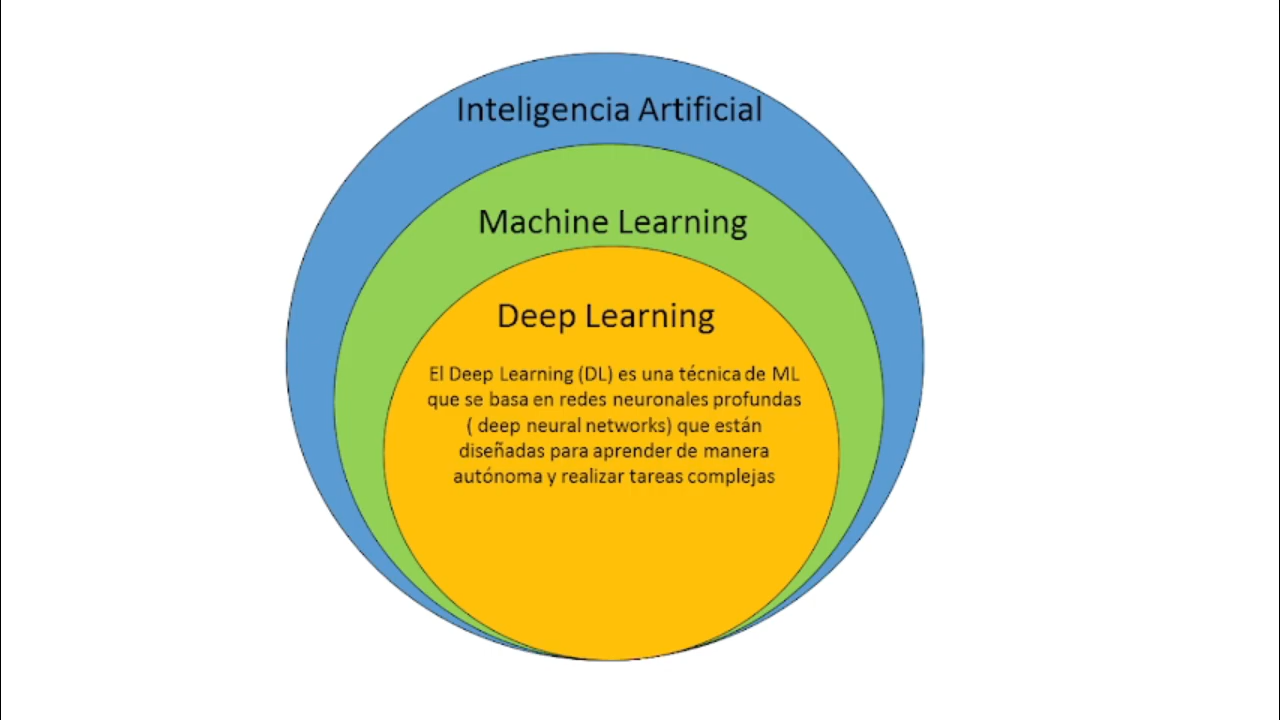 Inteligencia Artificial
Machine Learning
Deep Learning
El Deep Learning (DL) es una técnica de ML
que se basa en redes neuronales profundas
( deep neural networks) que están
diseñadas para aprender de manera
autónoma y realizar tareas complejas